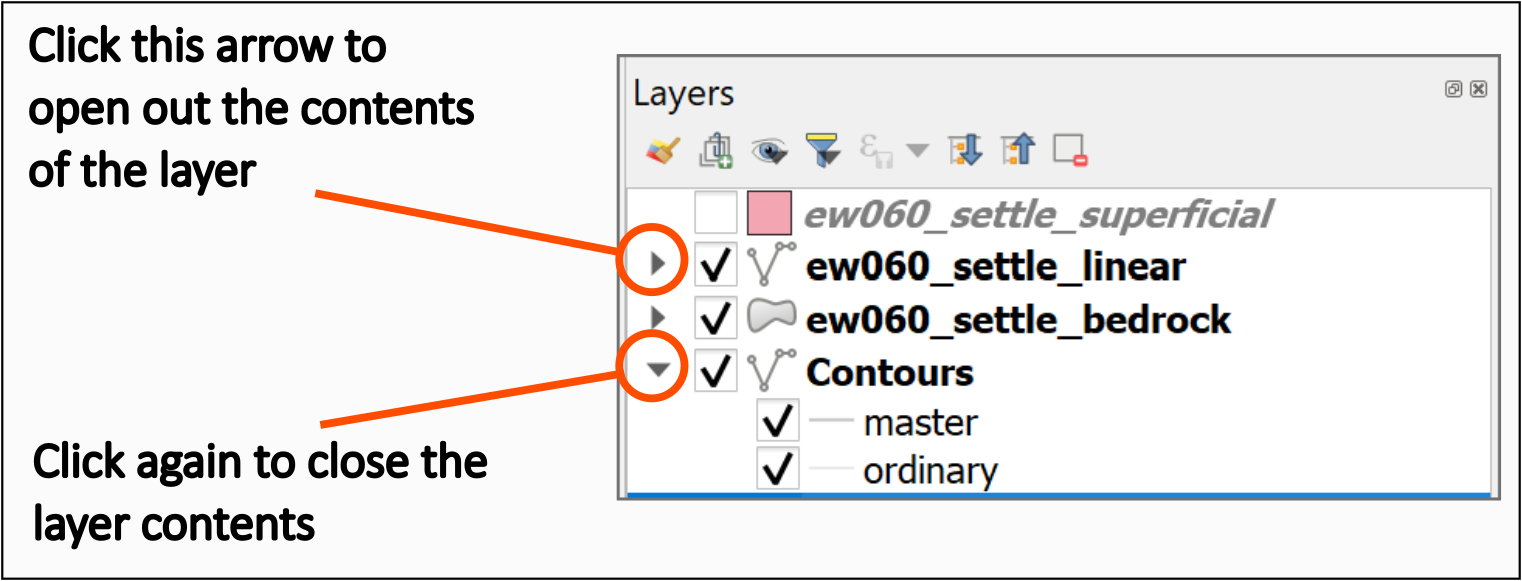 Click this arrow to
open out the contents
of the layer
Layers
ew060_settle_superficial
ew060_settle_linear
ew060_settle_bedrock
Contours
master
ordinary
Click again to close the
layer contents